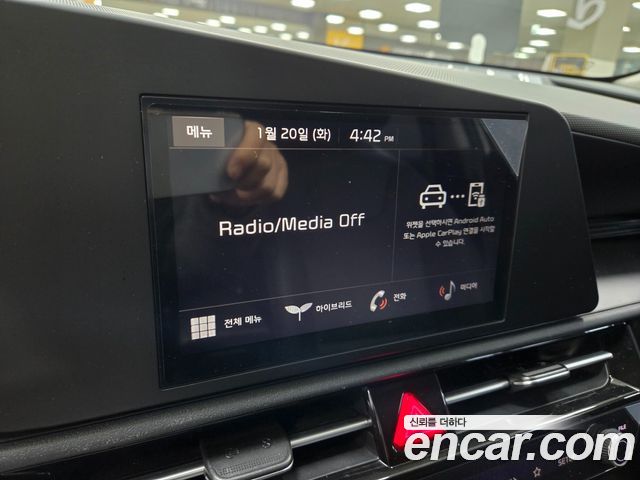 메뉴
1월 20일 (화) 4:42 PM
Radio/Media Off
위젯을 선택하시면 Android Auto
또는 Apple CarPlay 연결을 시작할
수 있습니다.
전체 메뉴 하이브리드 전화 미디어
신뢰를 더하다
encar.com
FILE